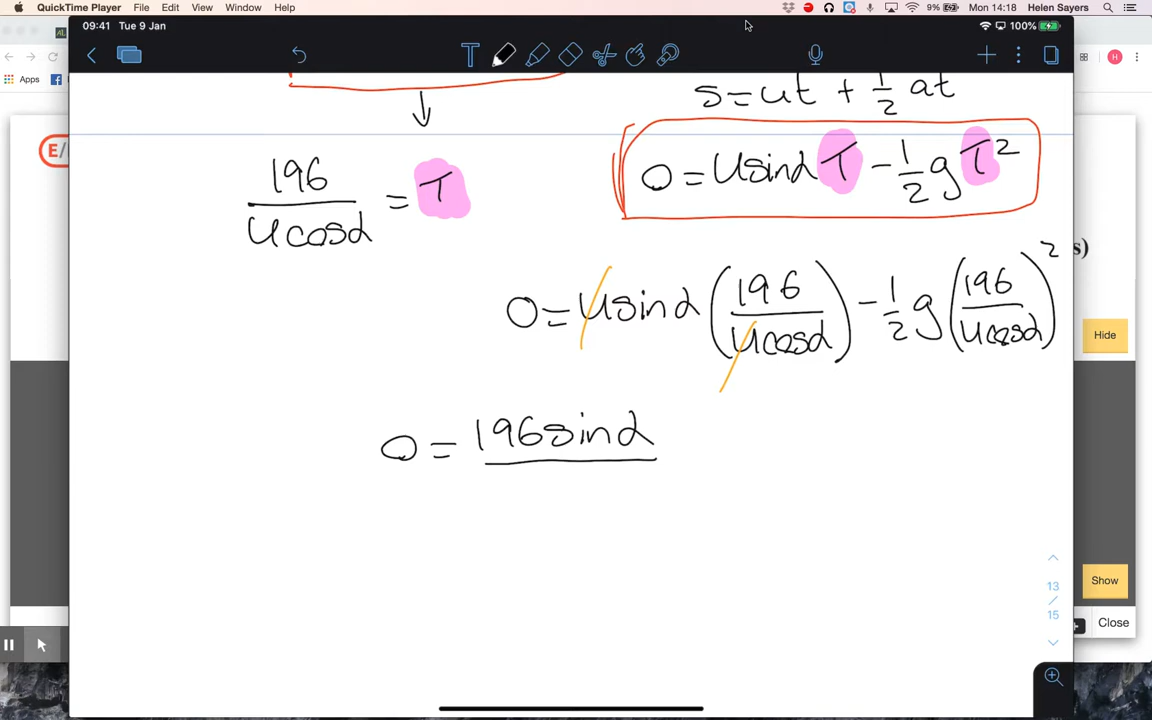 QuickTime Player File Edit View Window Help 9% Mon 14:18 Helen Sayers
09:41 Tue 9 Jan 100%
T
Apps
H
s = ut + 1/2 at
E/
196/(Ucosα) = T
0 = Usinα T - 1/2 g T²
s)
0 = Usinα (196/(Ucosα)) - 1/2 g (196/(Ucosα))²
Hide
0 = 196sinα
Show
13
/
15
Close